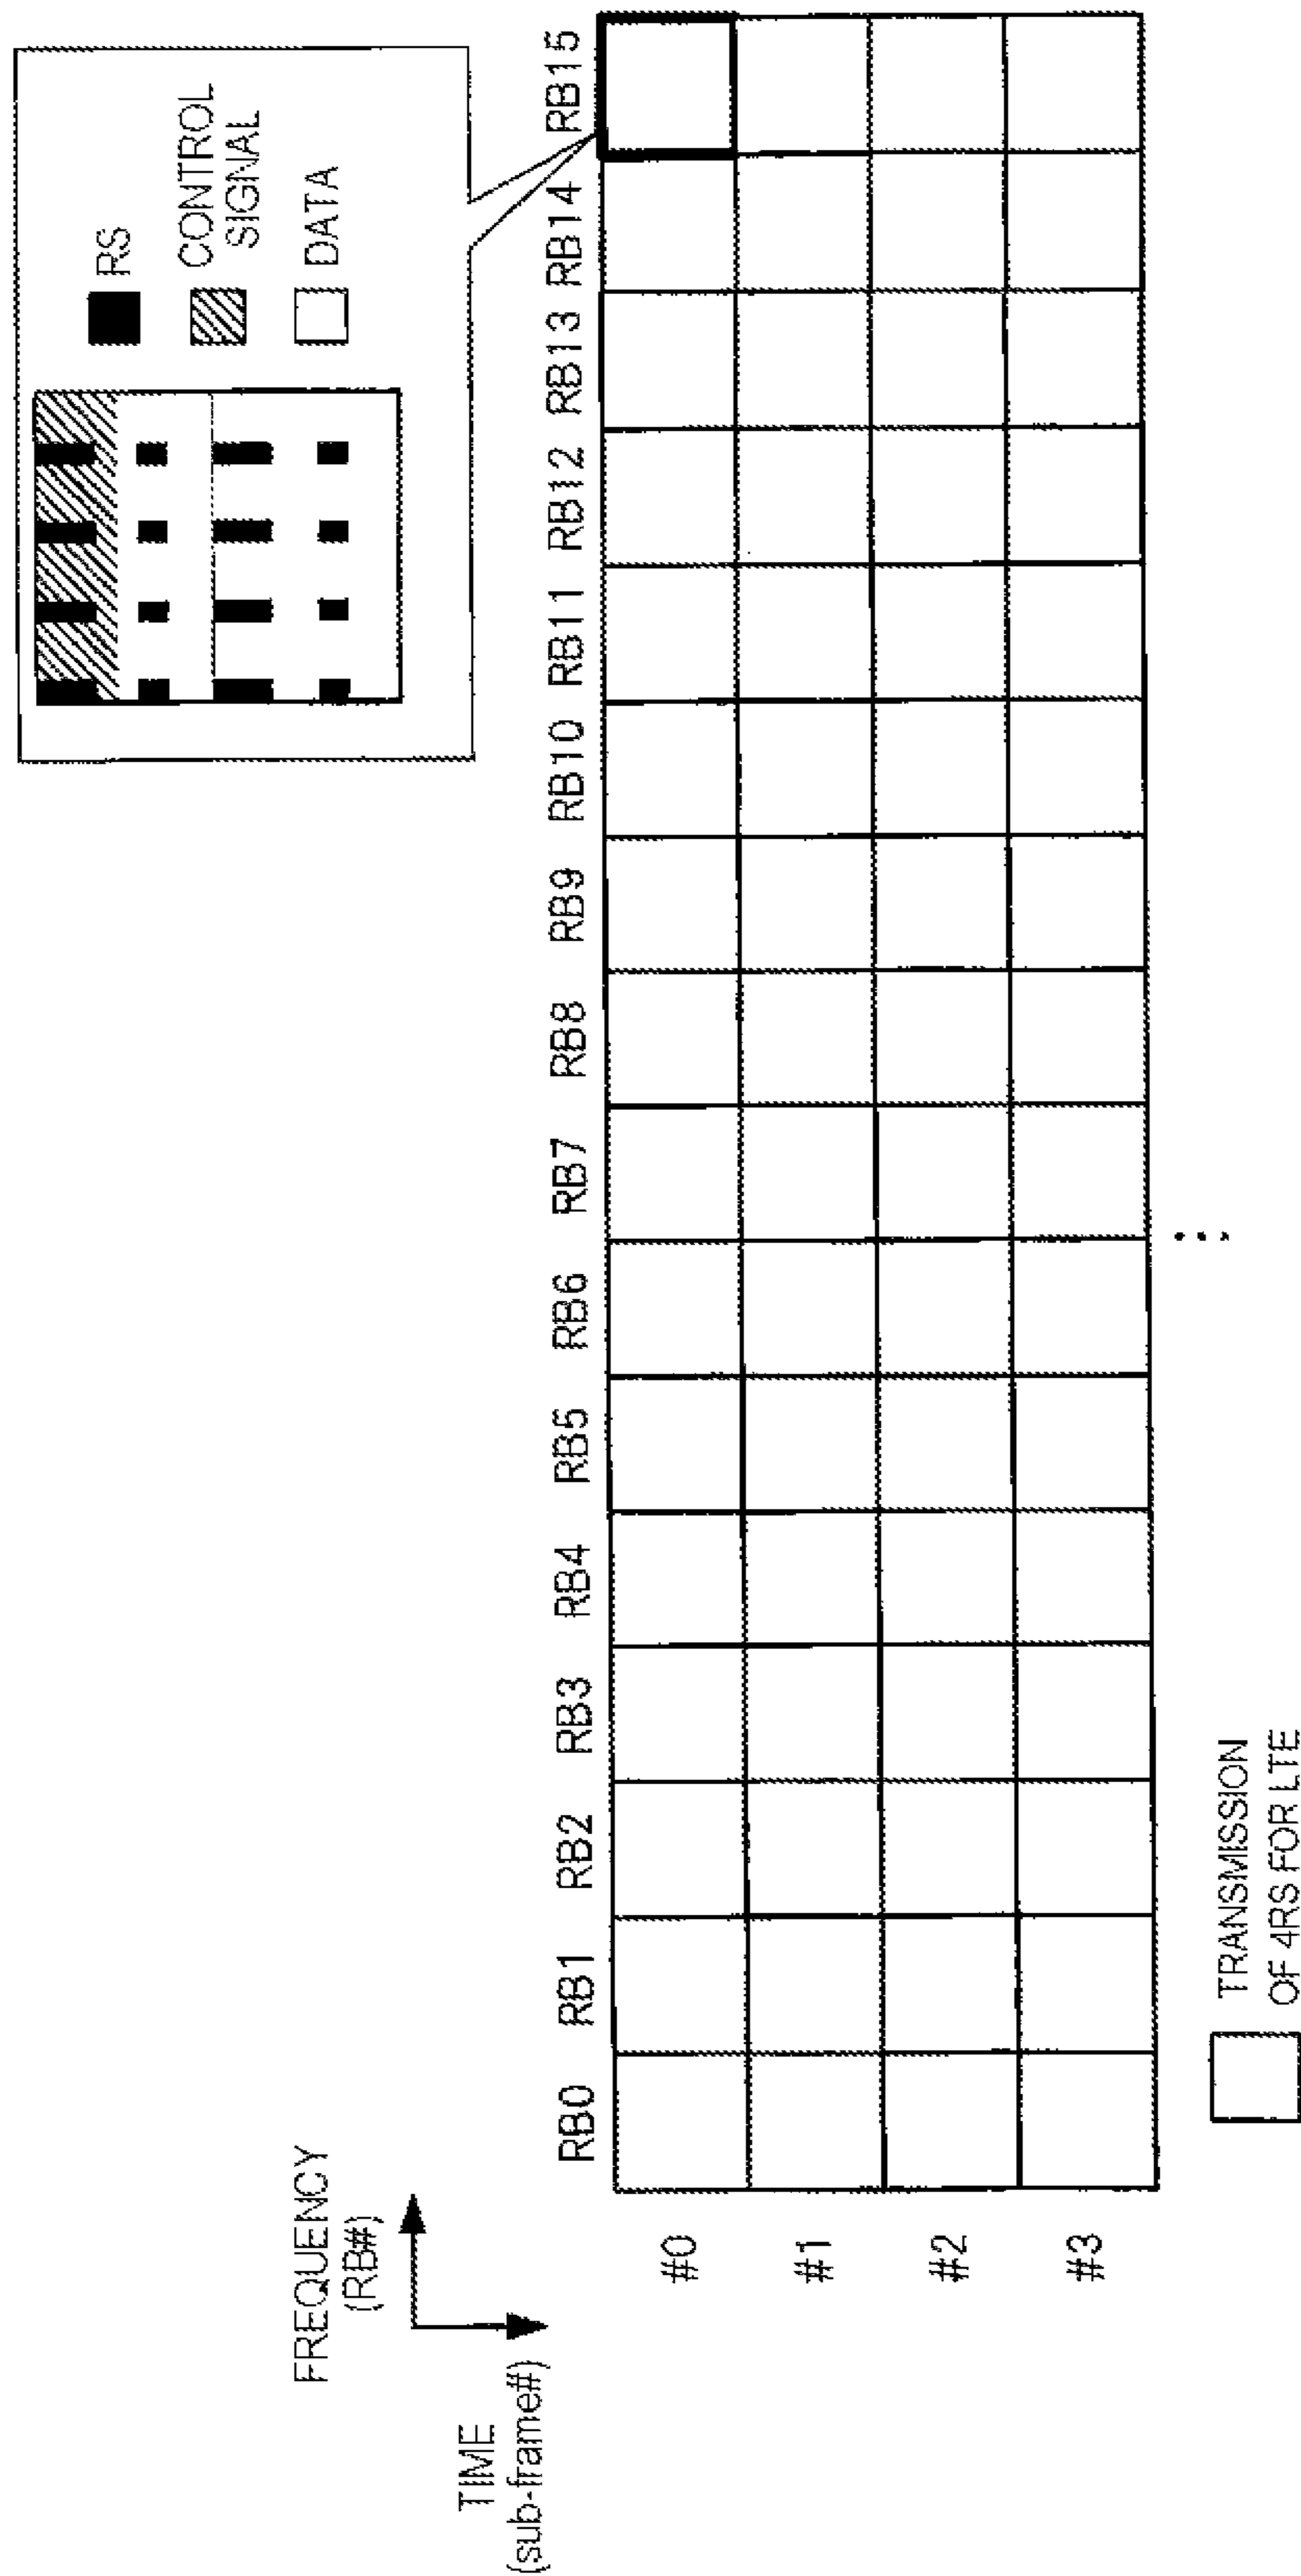 RS
CONTROL
SIGNAL
DATA
FREQUENCY
(RB#)
TIME
(sub-frame#)
RB0 RB1 RB2 RB3 RB4 RB5 RB6 RB7 RB8 RB9 RB10 RB11 RB12 RB13 RB14 RB15
#0
#1
#2
#3
...
TRANSMISSION
OF 4RS FOR LTE